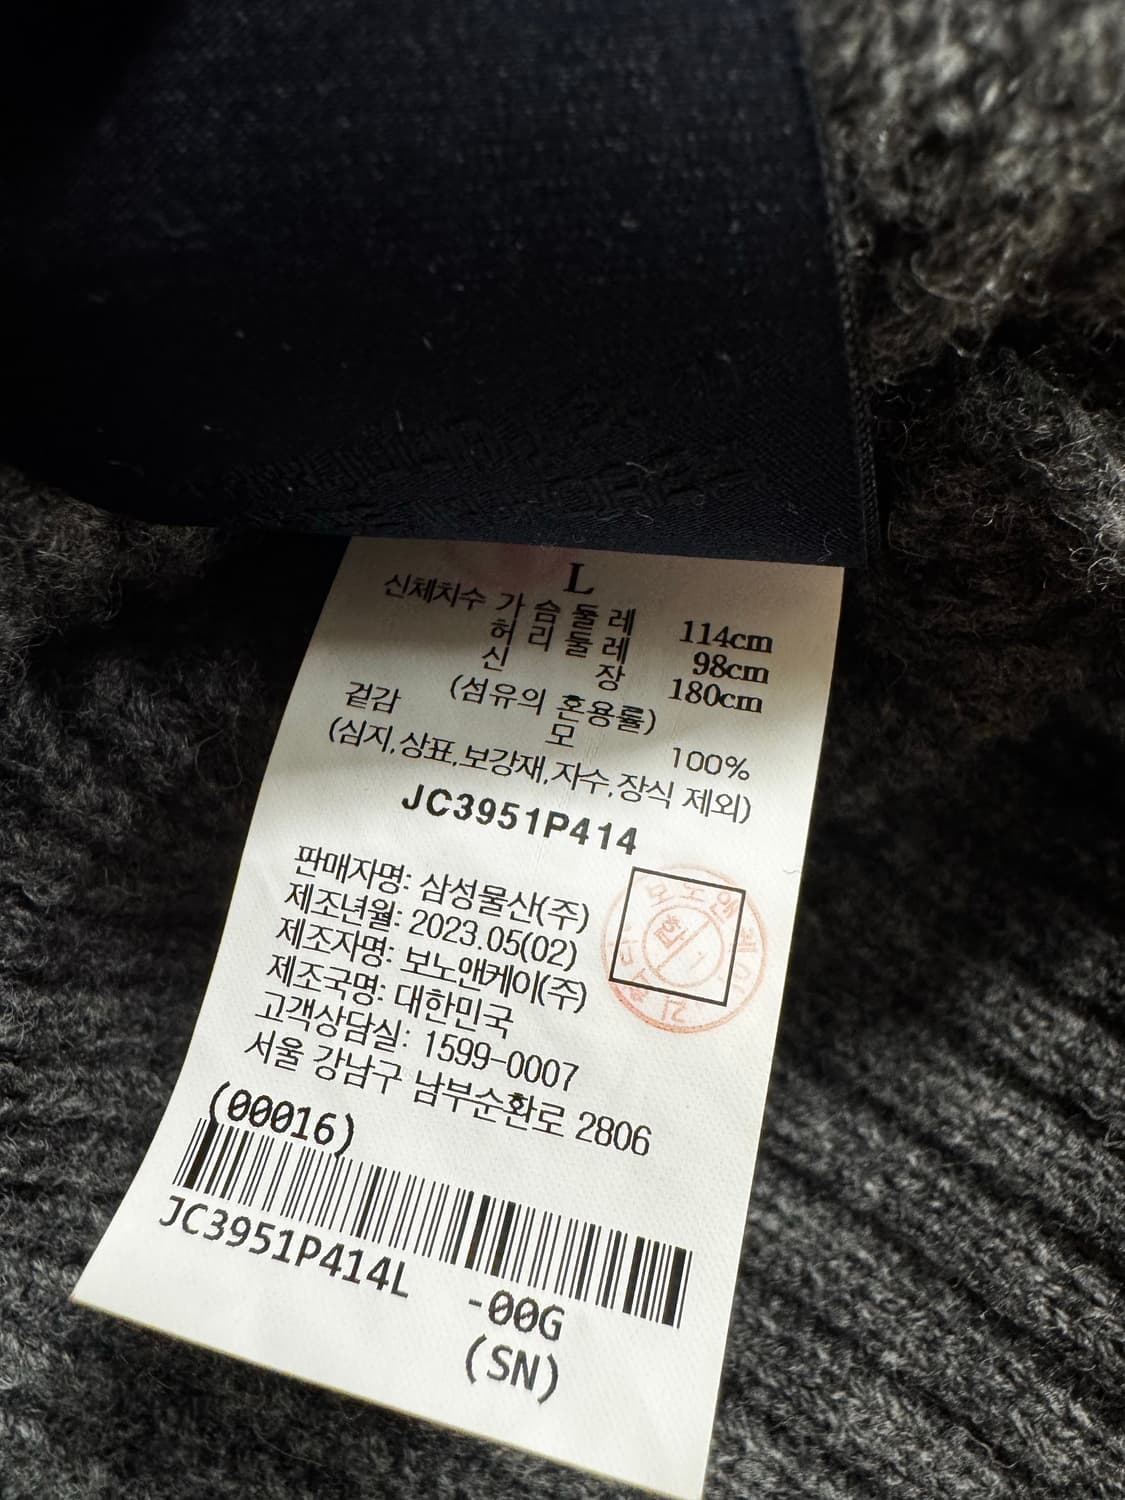 L
신체치수 가슴둘레 114cm
허리둘레 98cm
신장 180cm
(섬유의 혼용률)
겉감 모 100%
(심지,상표,보강재,자수,장식 제외)
JC3951P414
판매자명: 삼성물산(주)
제조년월: 2023.05(02)
제조자명: 보노앤케이(주)
제조국명: 대한민국
고객상담실: 1599-0007
서울 강남구 남부순환로 2806
(00016)
JC3951P414L -00G
(SN)